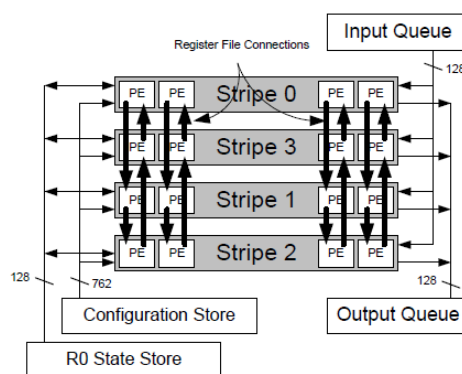 Input Queue
Register File Connections
128
PE PE Stripe 0 PE PE
PE PE Stripe 3 PE PE
PE PE Stripe 1 PE PE
PE PE Stripe 2 PE PE
128 762 128
Configuration Store Output Queue
R0 State Store